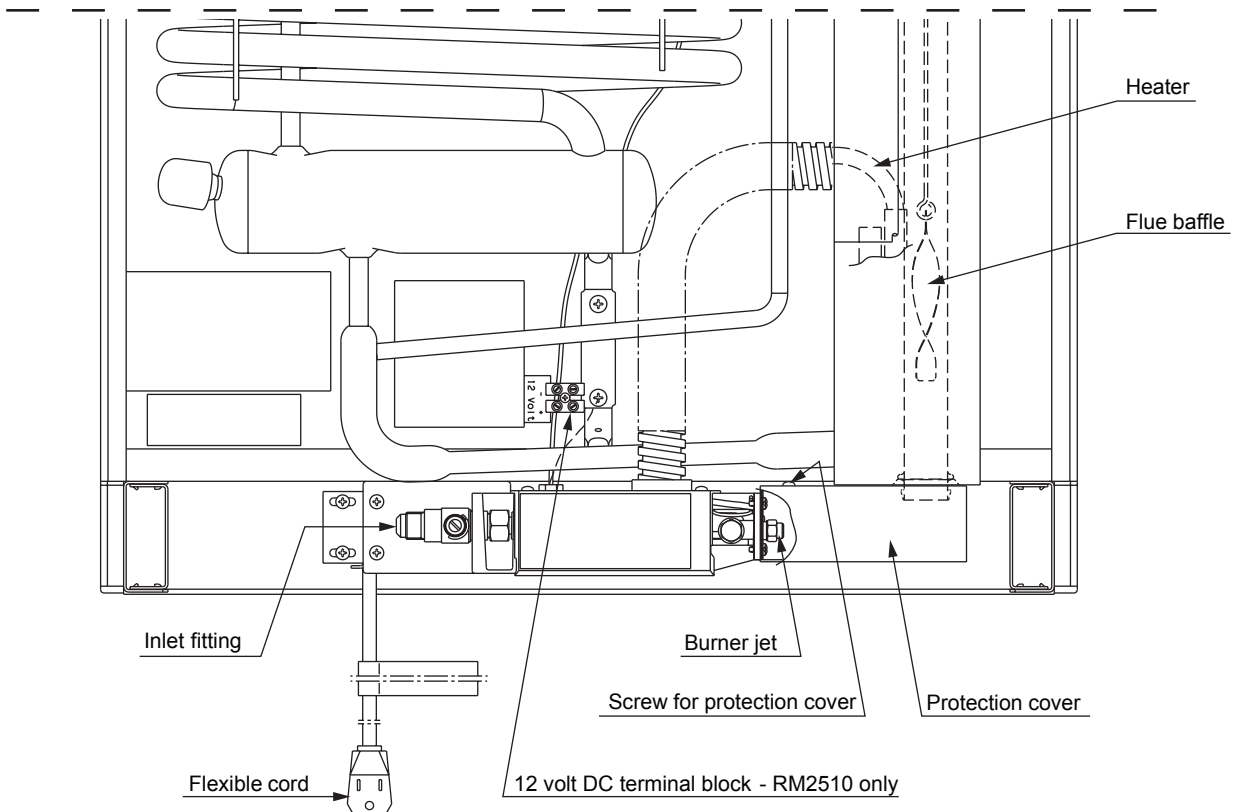 Heater
Flue baffle
- +
12 Volt
Inlet fitting
Burner jet
Screw for protection cover
Protection cover
Flexible cord
12 volt DC terminal block - RM2510 only